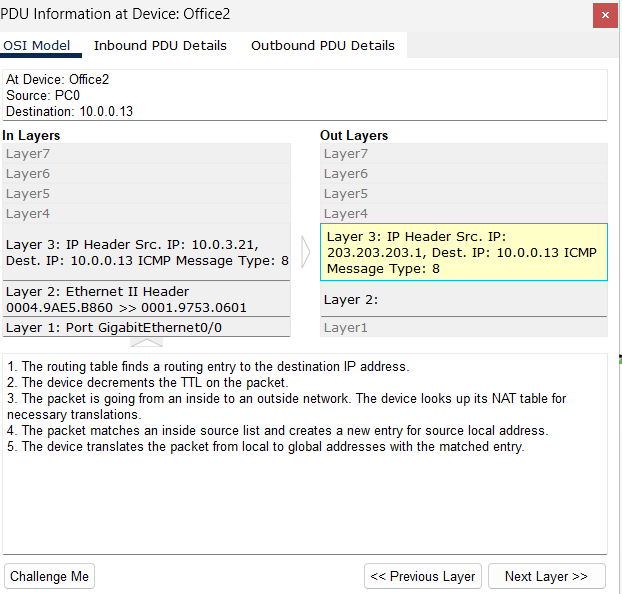 PDU Information at Device: Office2
OSI Model Inbound PDU Details Outbound PDU Details
At Device: Office2
Source: PC0
Destination: 10.0.0.13
In Layers
Layer7
Layer6
Layer5
Layer4
Layer 3: IP Header Src. IP: 10.0.3.21,
Dest. IP: 10.0.0.13 ICMP Message Type: 8
Layer 2: Ethernet II Header
0004.9AE5.B860 >> 0001.9753.0601
Layer 1: Port GigabitEthernet0/0
Out Layers
Layer7
Layer6
Layer5
Layer4
Layer 3: IP Header Src. IP:
203.203.203.1, Dest. IP: 10.0.0.13 ICMP
Message Type: 8
Layer 2:
Layer1
1. The routing table finds a routing entry to the destination IP address.
2. The device decrements the TTL on the packet.
3. The packet is going from an inside to an outside network. The device looks up its NAT table for
necessary translations.
4. The packet matches an inside source list and creates a new entry for source local address.
5. The device translates the packet from local to global addresses with the matched entry.
Challenge Me << Previous Layer Next Layer >>